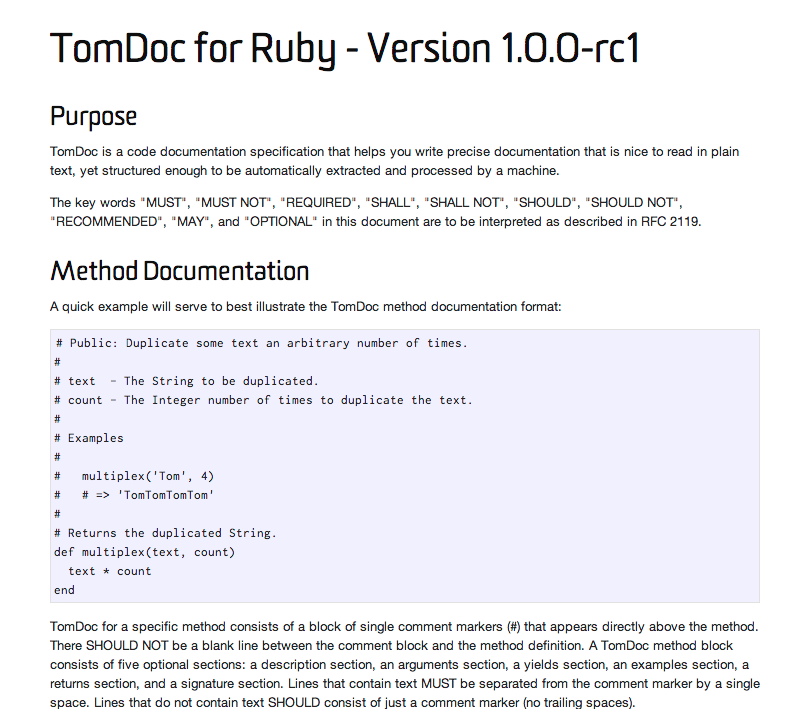 TomDoc for Ruby - Version 1.0.0-rc1
Purpose
TomDoc is a code documentation specification that helps you write precise documentation that is nice to read in plain
text, yet structured enough to be automatically extracted and processed by a machine.
The key words "MUST", "MUST NOT", "REQUIRED", "SHALL", "SHALL NOT", "SHOULD", "SHOULD NOT",
"RECOMMENDED", "MAY", and "OPTIONAL" in this document are to be interpreted as described in RFC 2119.
Method Documentation
A quick example will serve to best illustrate the TomDoc method documentation format:
# Public: Duplicate some text an arbitrary number of times.
#
# text  - The String to be duplicated.
# count - The Integer number of times to duplicate the text.
#
# Examples
#
#   multiplex('Tom', 4)
#   # => 'TomTomTomTom'
#
# Returns the duplicated String.
def multiplex(text, count)
  text * count
end
TomDoc for a specific method consists of a block of single comment markers (#) that appears directly above the method.
There SHOULD NOT be a blank line between the comment block and the method definition. A TomDoc method block
consists of five optional sections: a description section, an arguments section, a yields section, an examples section, a
returns section, and a signature section. Lines that contain text MUST be separated from the comment marker by a single
space. Lines that do not contain text SHOULD consist of just a comment marker (no trailing spaces).